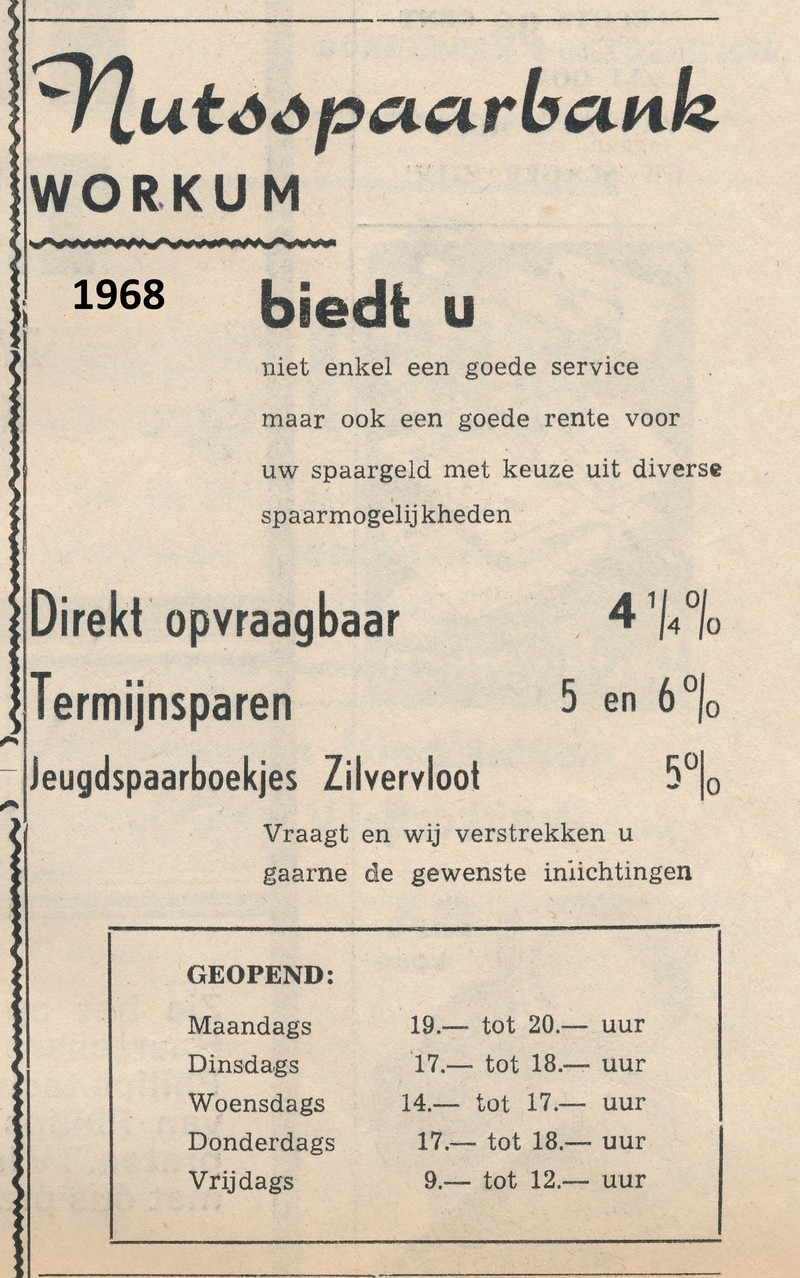 Nutsspaarbank
WORKUM
1968
biedt u
niet enkel een goede service
maar ook een goede rente voor
uw spaargeld met keuze uit diverse
spaarmogelijkheden
Direkt opvraagbaar 4 1/4 %
Termijnsparen 5 en 6 %
Jeugdspaarboekjes Zilvervloot 5 %
Vraagt en wij verstrekken u
gaarne de gewenste inlichtingen
GEOPEND:
Maandags 19.— tot 20.— uur
Dinsdags 17.— tot 18.— uur
Woensdags 14.— tot 17.— uur
Donderdags 17.— tot 18.— uur
Vrijdags 9.— tot 12.— uur